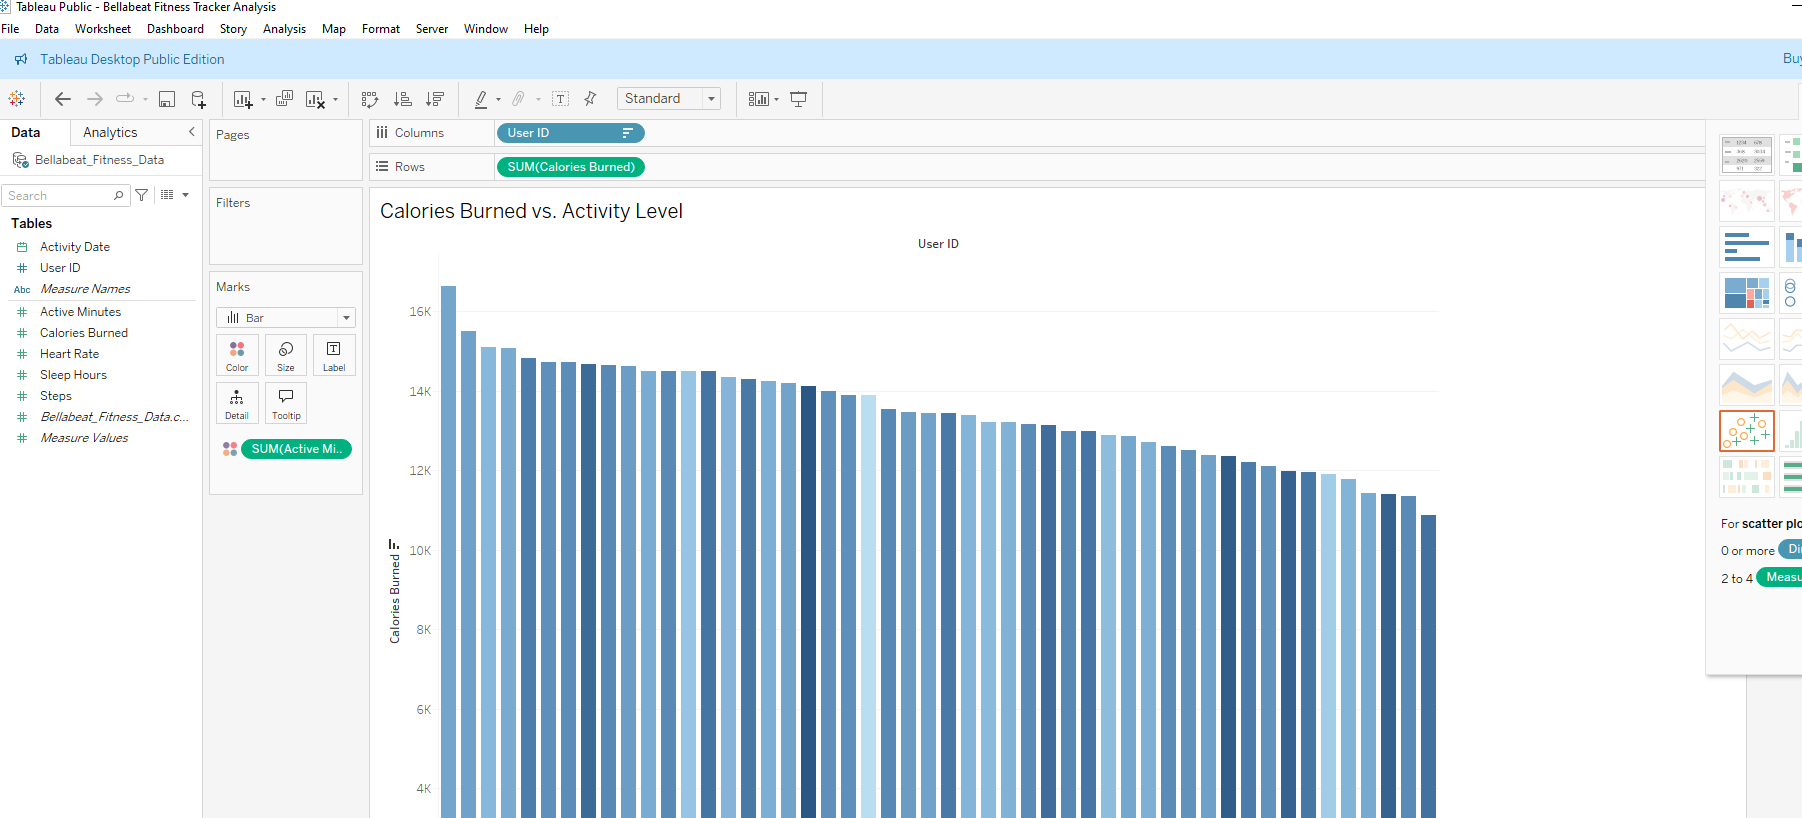 Tableau Public - Bellabeat Fitness Tracker Analysis
File Data Worksheet Dashboard Story Analysis Map Format Server Window Help
Tableau Desktop Public Edition
Buy
Standard
Data Analytics
Bellabeat_Fitness_Data
Search
Tables
Activity Date
User ID
Abc Measure Names
Active Minutes
Calories Burned
Heart Rate
Sleep Hours
Steps
Bellabeat_Fitness_Data.c...
Measure Values
Pages
Filters
Marks
Bar
Color Size Label
Detail Tooltip
SUM(Active Mi..
Columns User ID
Rows SUM(Calories Burned)
Calories Burned vs. Activity Level
User ID
16K
14K
12K
10K
8K
6K
4K
Calories Burned
For scatter plo
0 or more Di
2 to 4 Measu